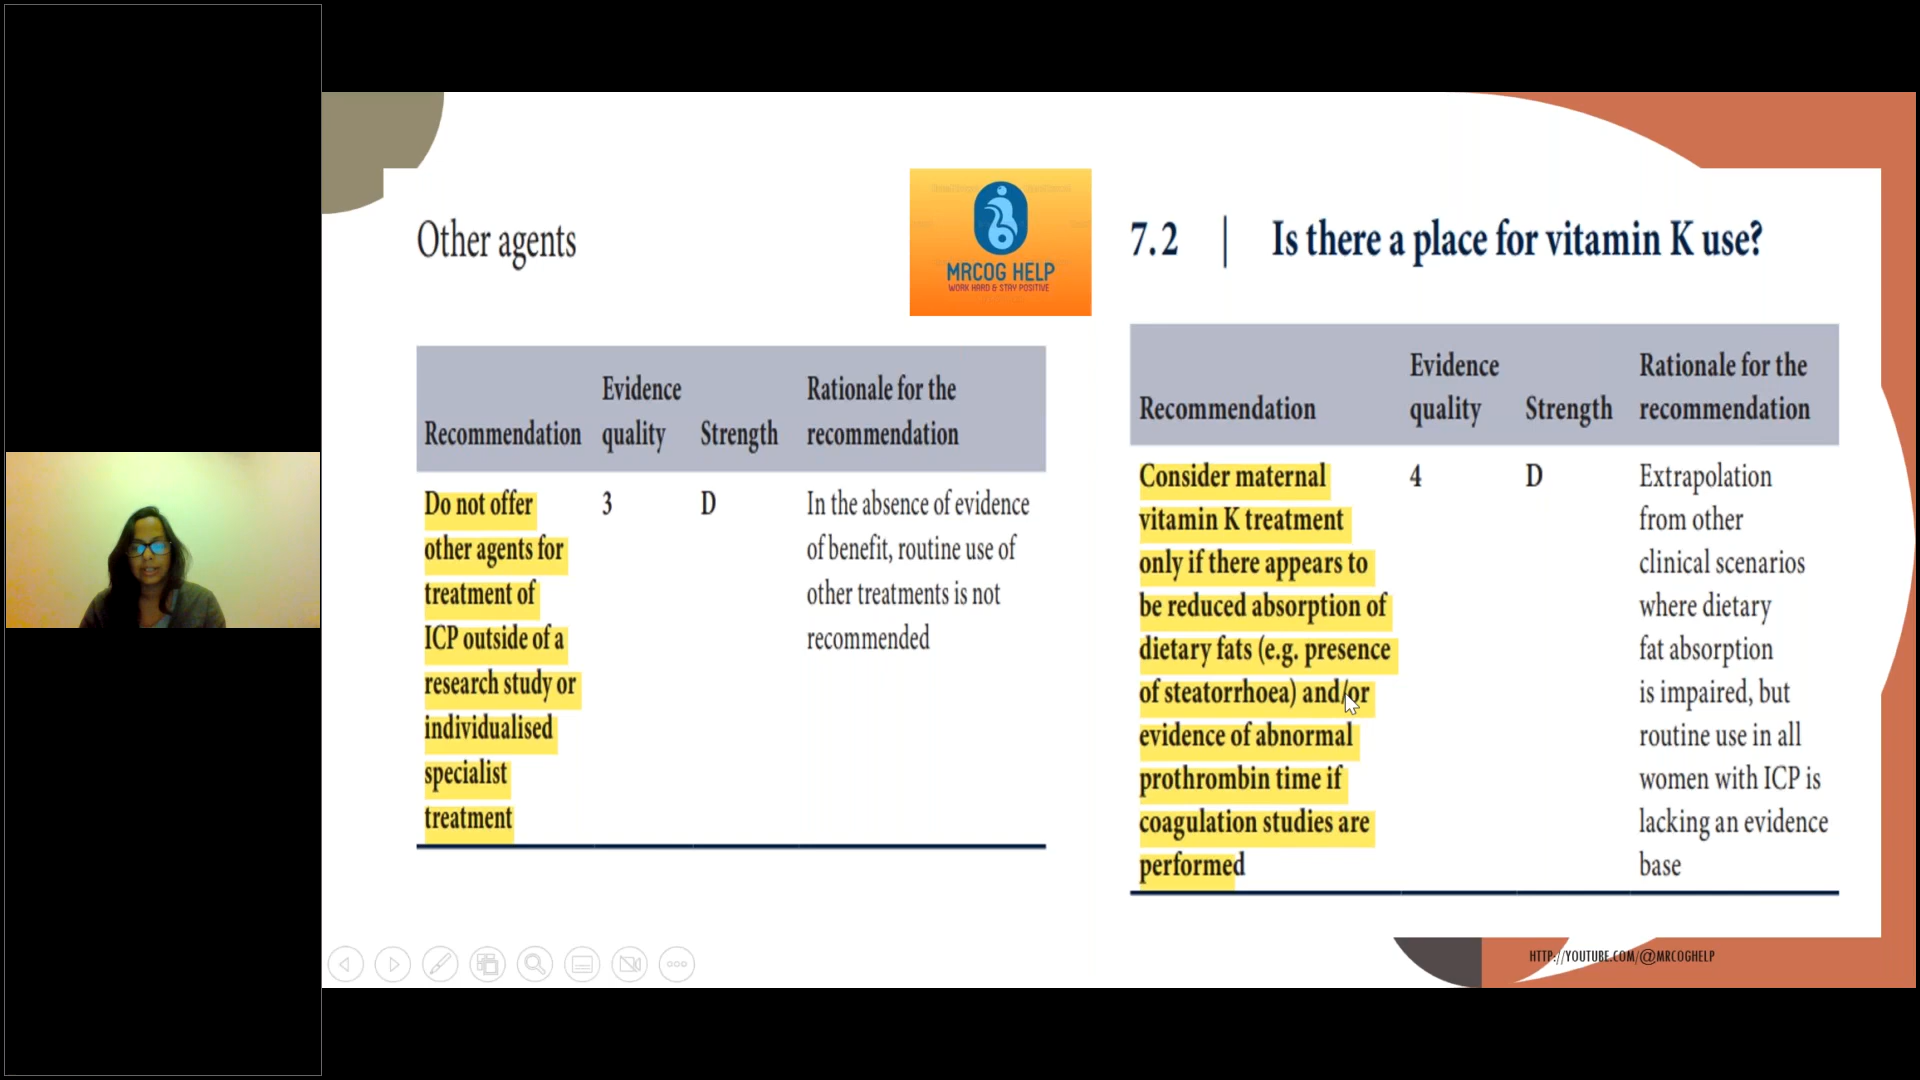 Other agents
MRCOG HELP
WORK HARD & STAY POSITIVE
Recommendation
Evidence
quality
Strength
Rationale for the
recommendation
Do not offer
other agents for
treatment of
ICP outside of a
research study or
individualised
specialist
treatment
3
D
In the absence of evidence
of benefit, routine use of
other treatments is not
recommended
7.2 | Is there a place for vitamin K use?
Recommendation
Evidence
quality
Strength
Rationale for the
recommendation
Consider maternal
vitamin K treatment
only if there appears to
be reduced absorption of
dietary fats (e.g. presence
of steatorrhoea) and/or
evidence of abnormal
prothrombin time if
coagulation studies are
performed
4
D
Extrapolation
from other
clinical scenarios
where dietary
fat absorption
is impaired, but
routine use in all
women with ICP is
lacking an evidence
base
HTTP://YOUTUBE.COM/@MRCOGHELP